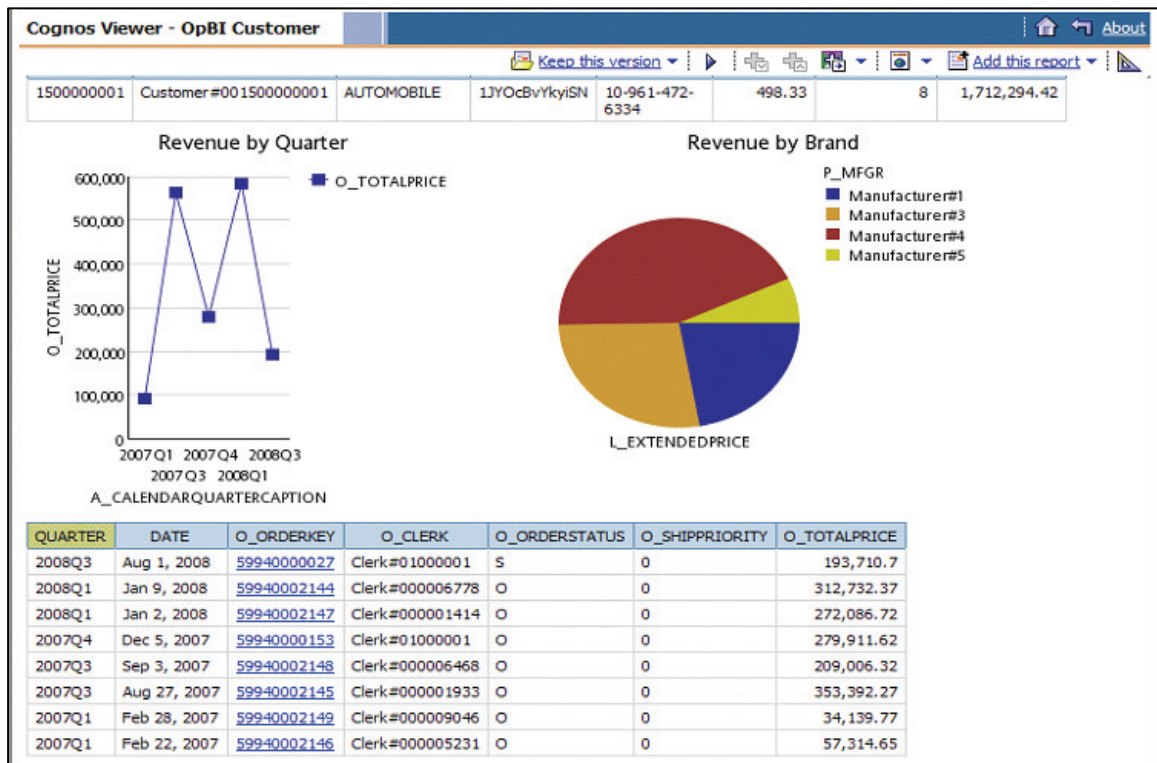 Cognos Viewer - OpBI Customer
About
Keep this version
Add this report
1500000001 Customer#001500000001 AUTOMOBILE 1JYOcBvYkyiSN 10-961-472- 498.33 8 1,712,294.42
6334
Revenue by Quarter
600,000
500,000
400,000
300,000
200,000
100,000
0
O_TOTALPRICE
O_TOTALPRICE
2007Q1 2007Q4 2008Q3
2007Q3 2008Q1
A_CALENDARQUARTERCAPTION
Revenue by Brand
P_MFGR
Manufacturer#1
Manufacturer#3
Manufacturer#4
Manufacturer#5
L_EXTENDEDPRICE
QUARTER DATE O_ORDERKEY O_CLERK O_ORDERSTATUS O_SHIPPRIORITY O_TOTALPRICE
2008Q3 Aug 1, 2008 59940000027 Clerk#01000001 S 0 193,710.7
2008Q1 Jan 9, 2008 59940002144 Clerk#000006778 O 0 312,732.37
2008Q1 Jan 2, 2008 59940002147 Clerk#000001414 O 0 272,086.72
2007Q4 Dec 5, 2007 59940000153 Clerk#01000001 O 0 279,911.62
2007Q3 Sep 3, 2007 59940002148 Clerk#000006468 O 0 209,006.32
2007Q3 Aug 27, 2007 59940002145 Clerk#000001933 O 0 353,392.27
2007Q1 Feb 28, 2007 59940002149 Clerk#000009046 O 0 34,139.77
2007Q1 Feb 22, 2007 59940002146 Clerk#000005231 O 0 57,314.65